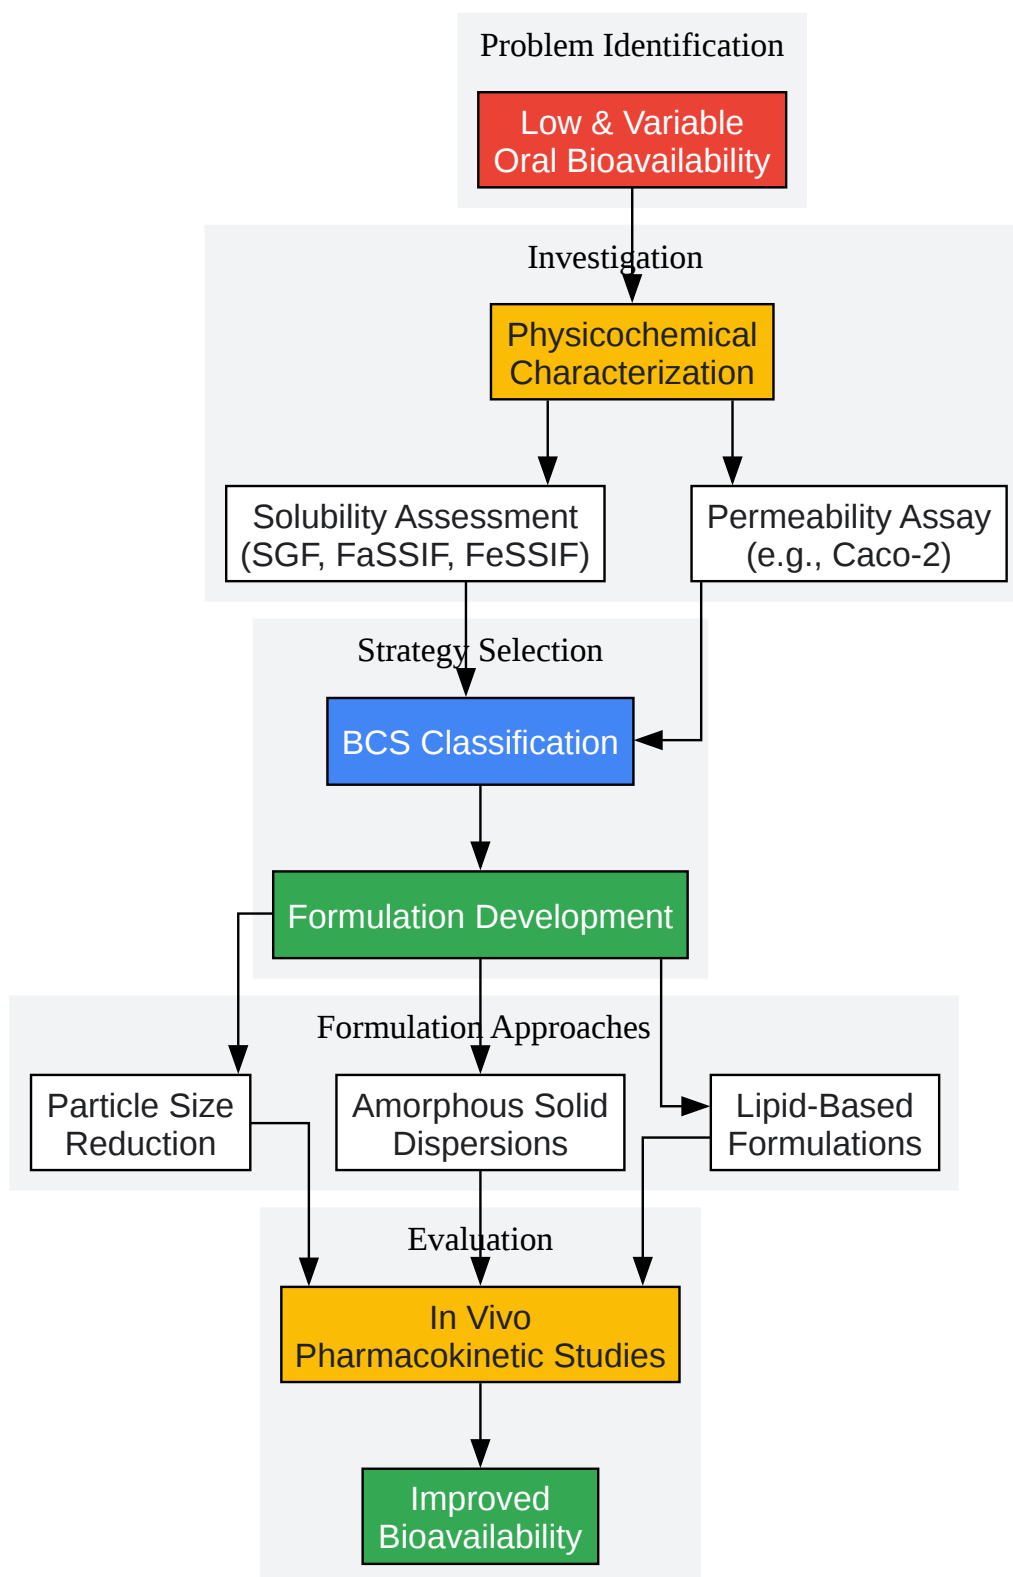 Problem Identification
Low & Variable
Oral Bioavailability
Investigation
Physicochemical
Characterization
Solubility Assessment
(SGF, FaSSIF, FeSSIF)
Permeability Assay
(e.g., Caco-2)
Strategy Selection
BCS Classification
Formulation Development
Formulation Approaches
Particle Size
Reduction
Amorphous Solid
Dispersions
Lipid-Based
Formulations
Evaluation
In Vivo
Pharmacokinetic Studies
Improved
Bioavailability